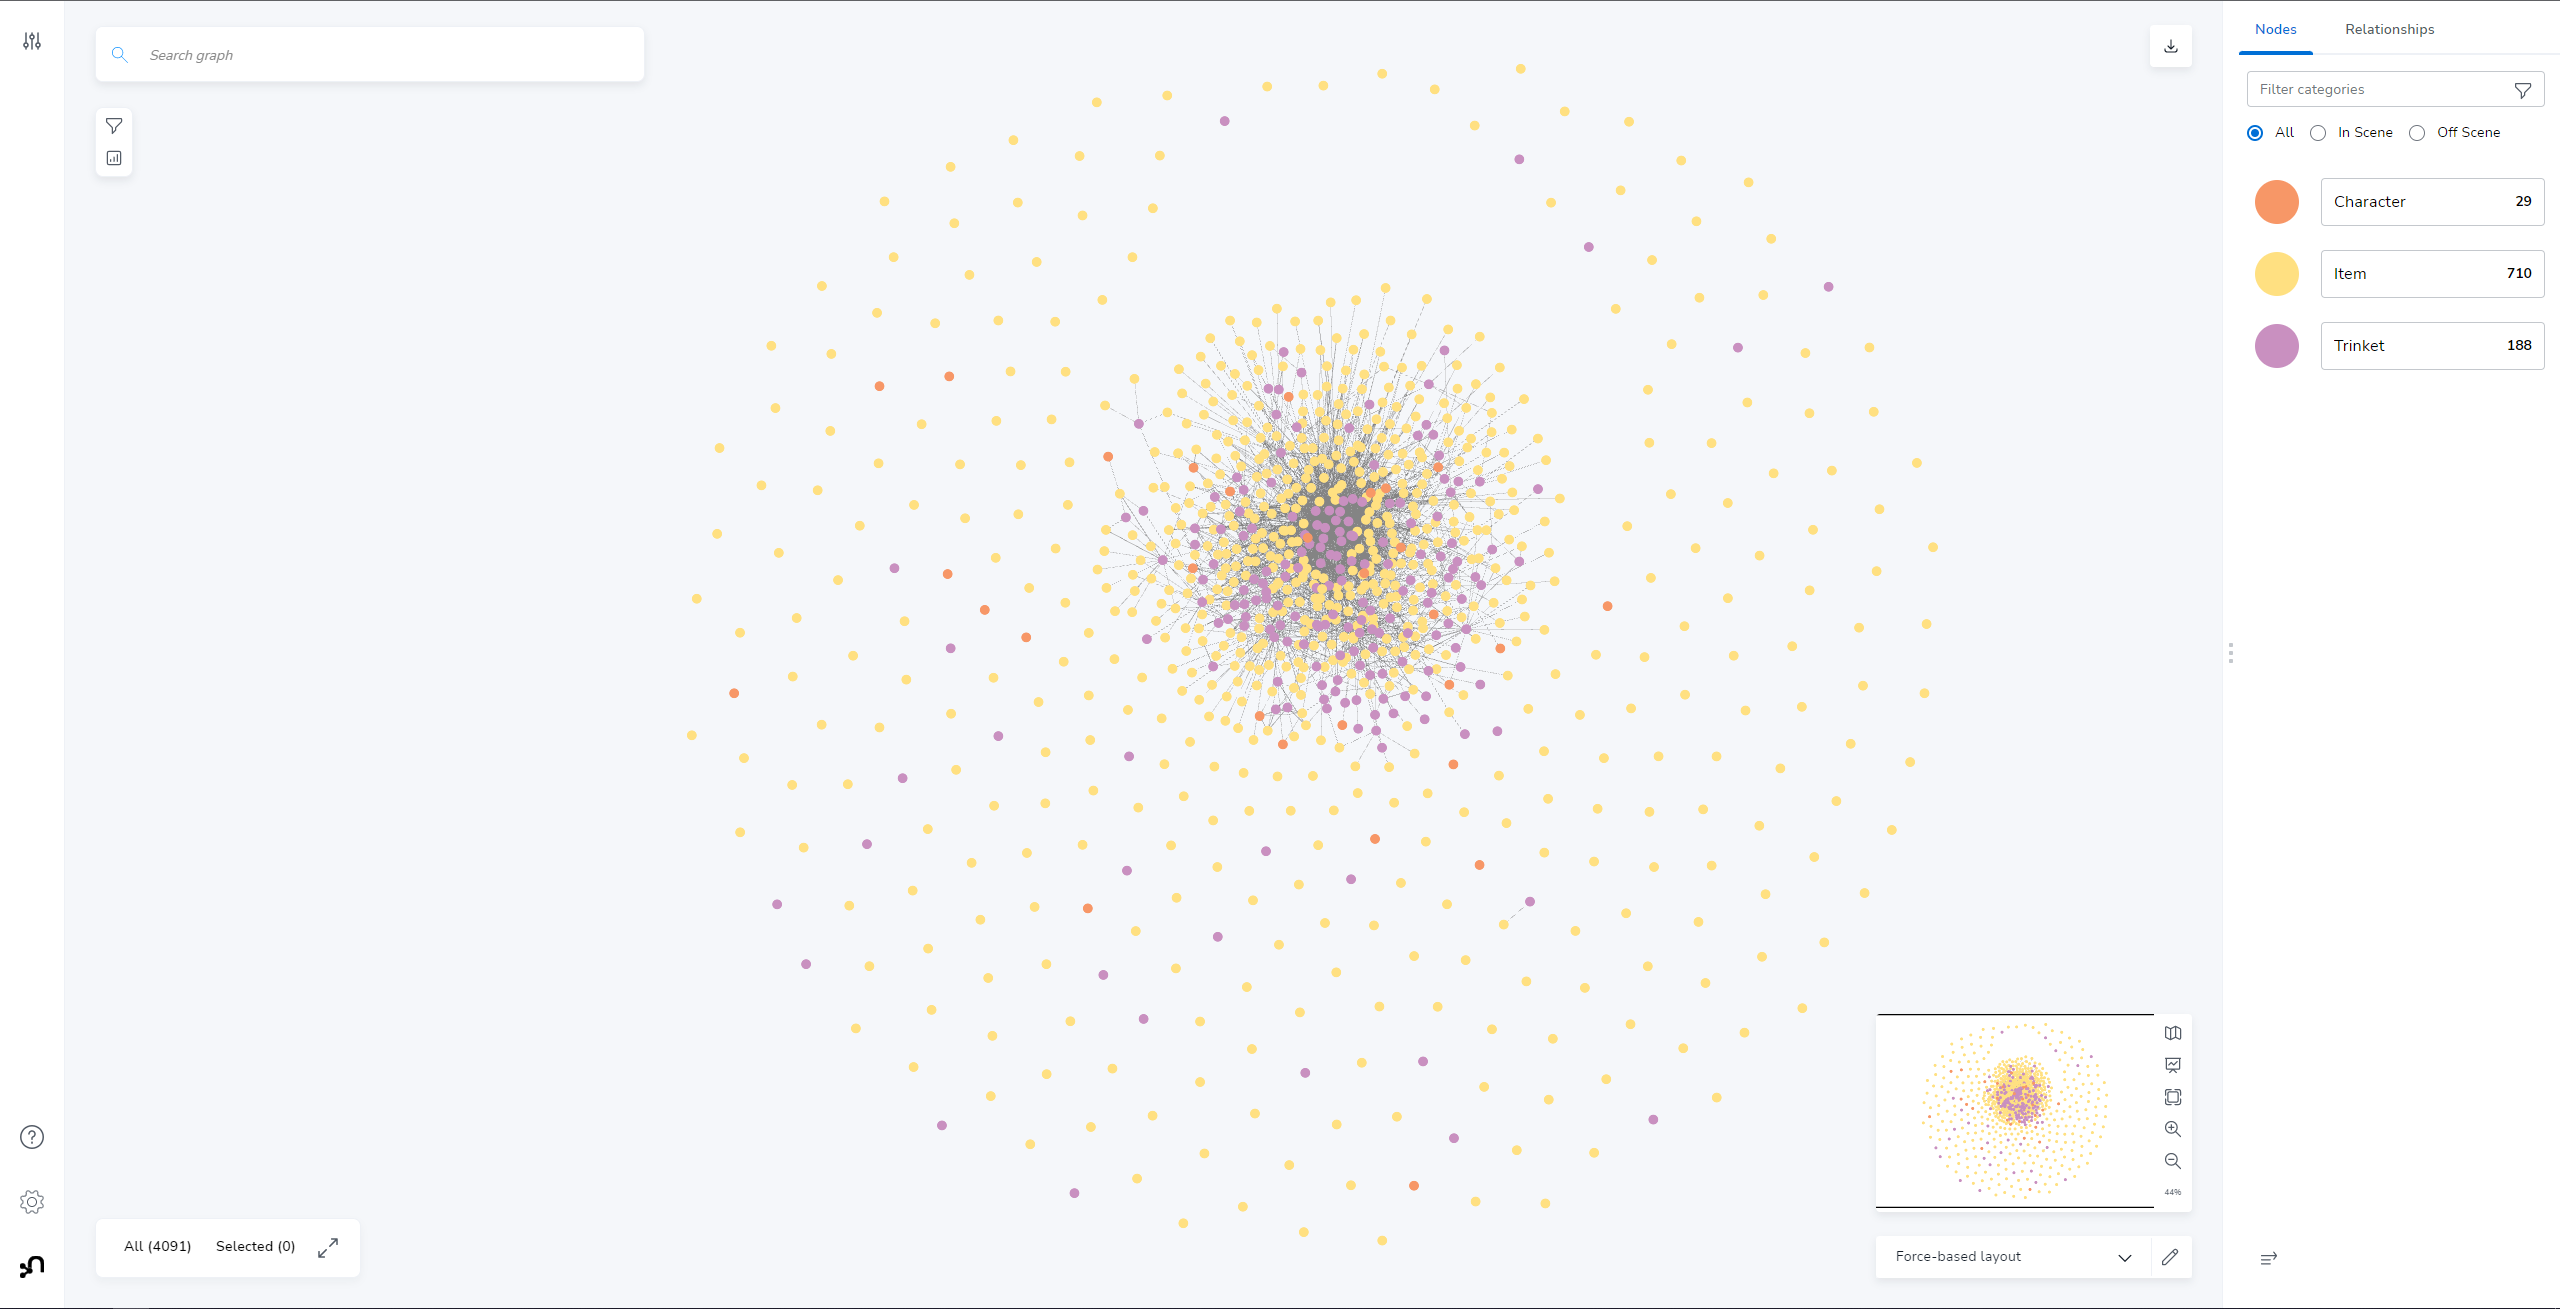 Search graph
Nodes Relationships
Filter categories
All In Scene Off Scene
Character 29
Item 710
Trinket 188
44%
All (4091) Selected (0)
Force-based layout